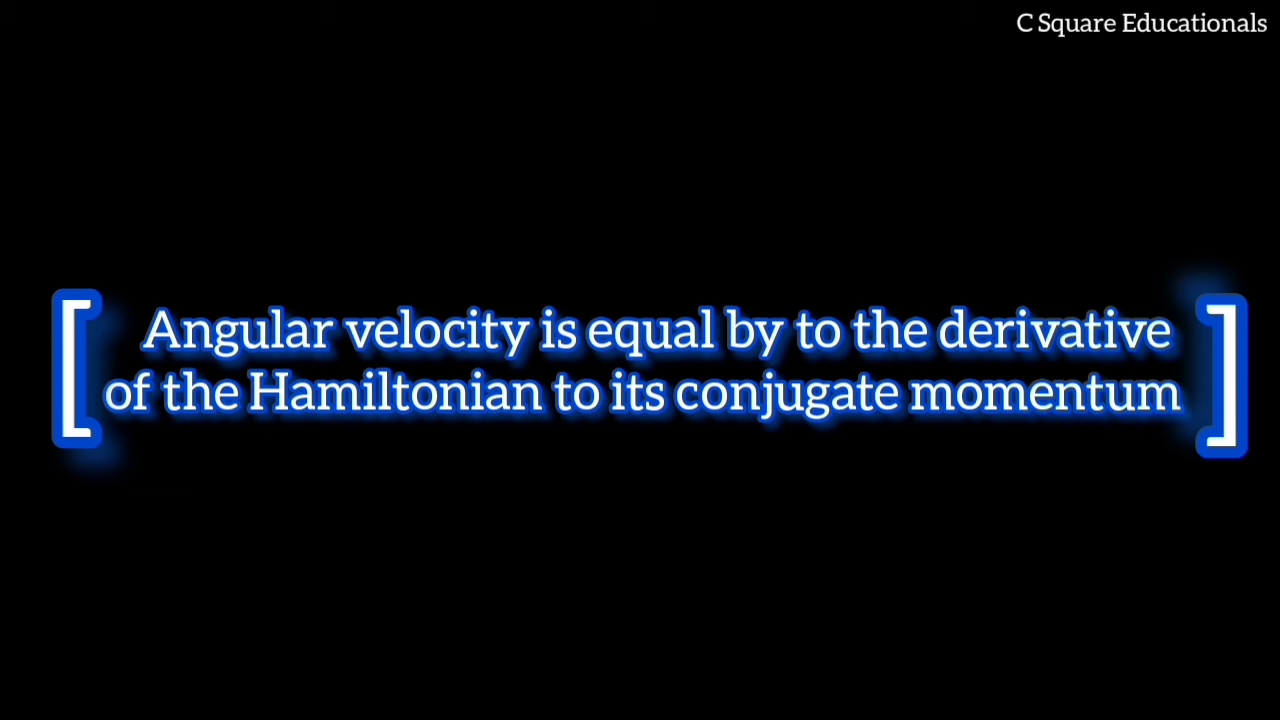 C Square Educationals
[ Angular velocity is equal by to the derivative
of the Hamiltonian to its conjugate momentum ]